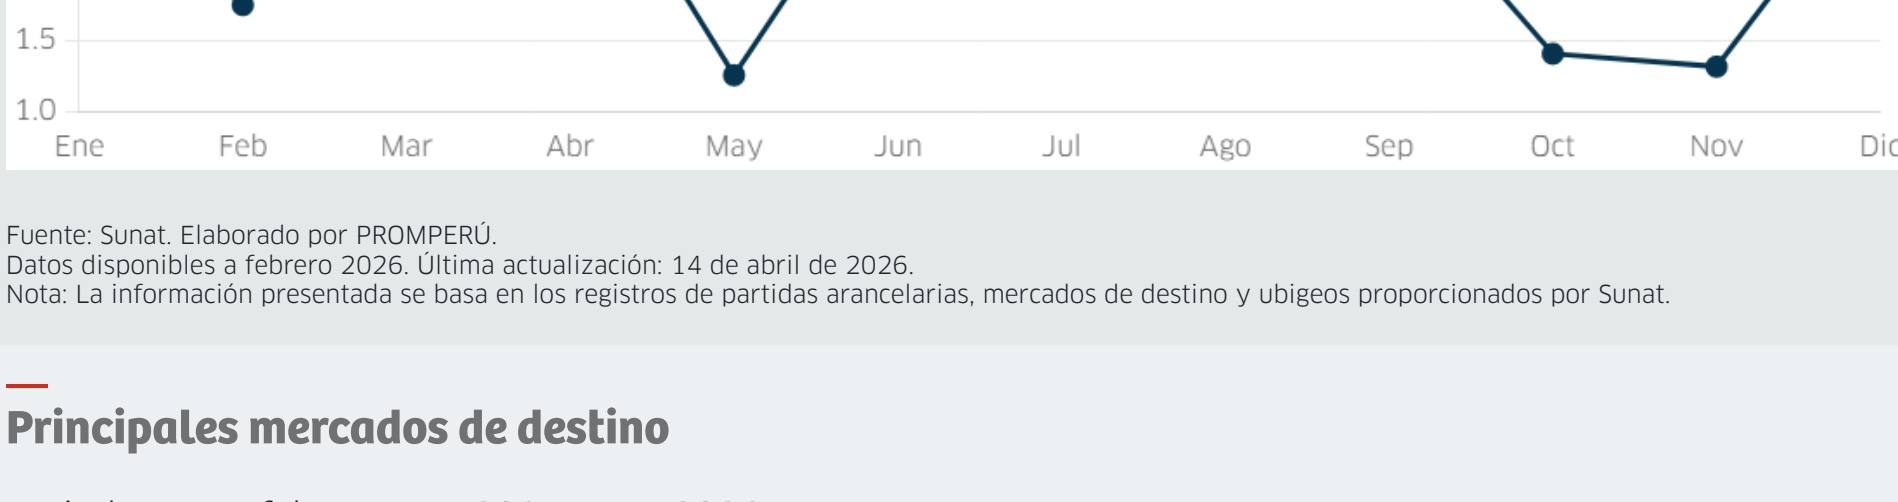 1.5
1.0
Ene Feb Mar Abr May Jun Jul Ago Sep Oct Nov Dic
Fuente: Sunat. Elaborado por PROMPERÚ.
Datos disponibles a febrero 2026. Última actualización: 14 de abril de 2026.
Nota: La información presentada se basa en los registros de partidas arancelarias, mercados de destino y ubigeos proporcionados por Sunat.
Principales mercados de destino